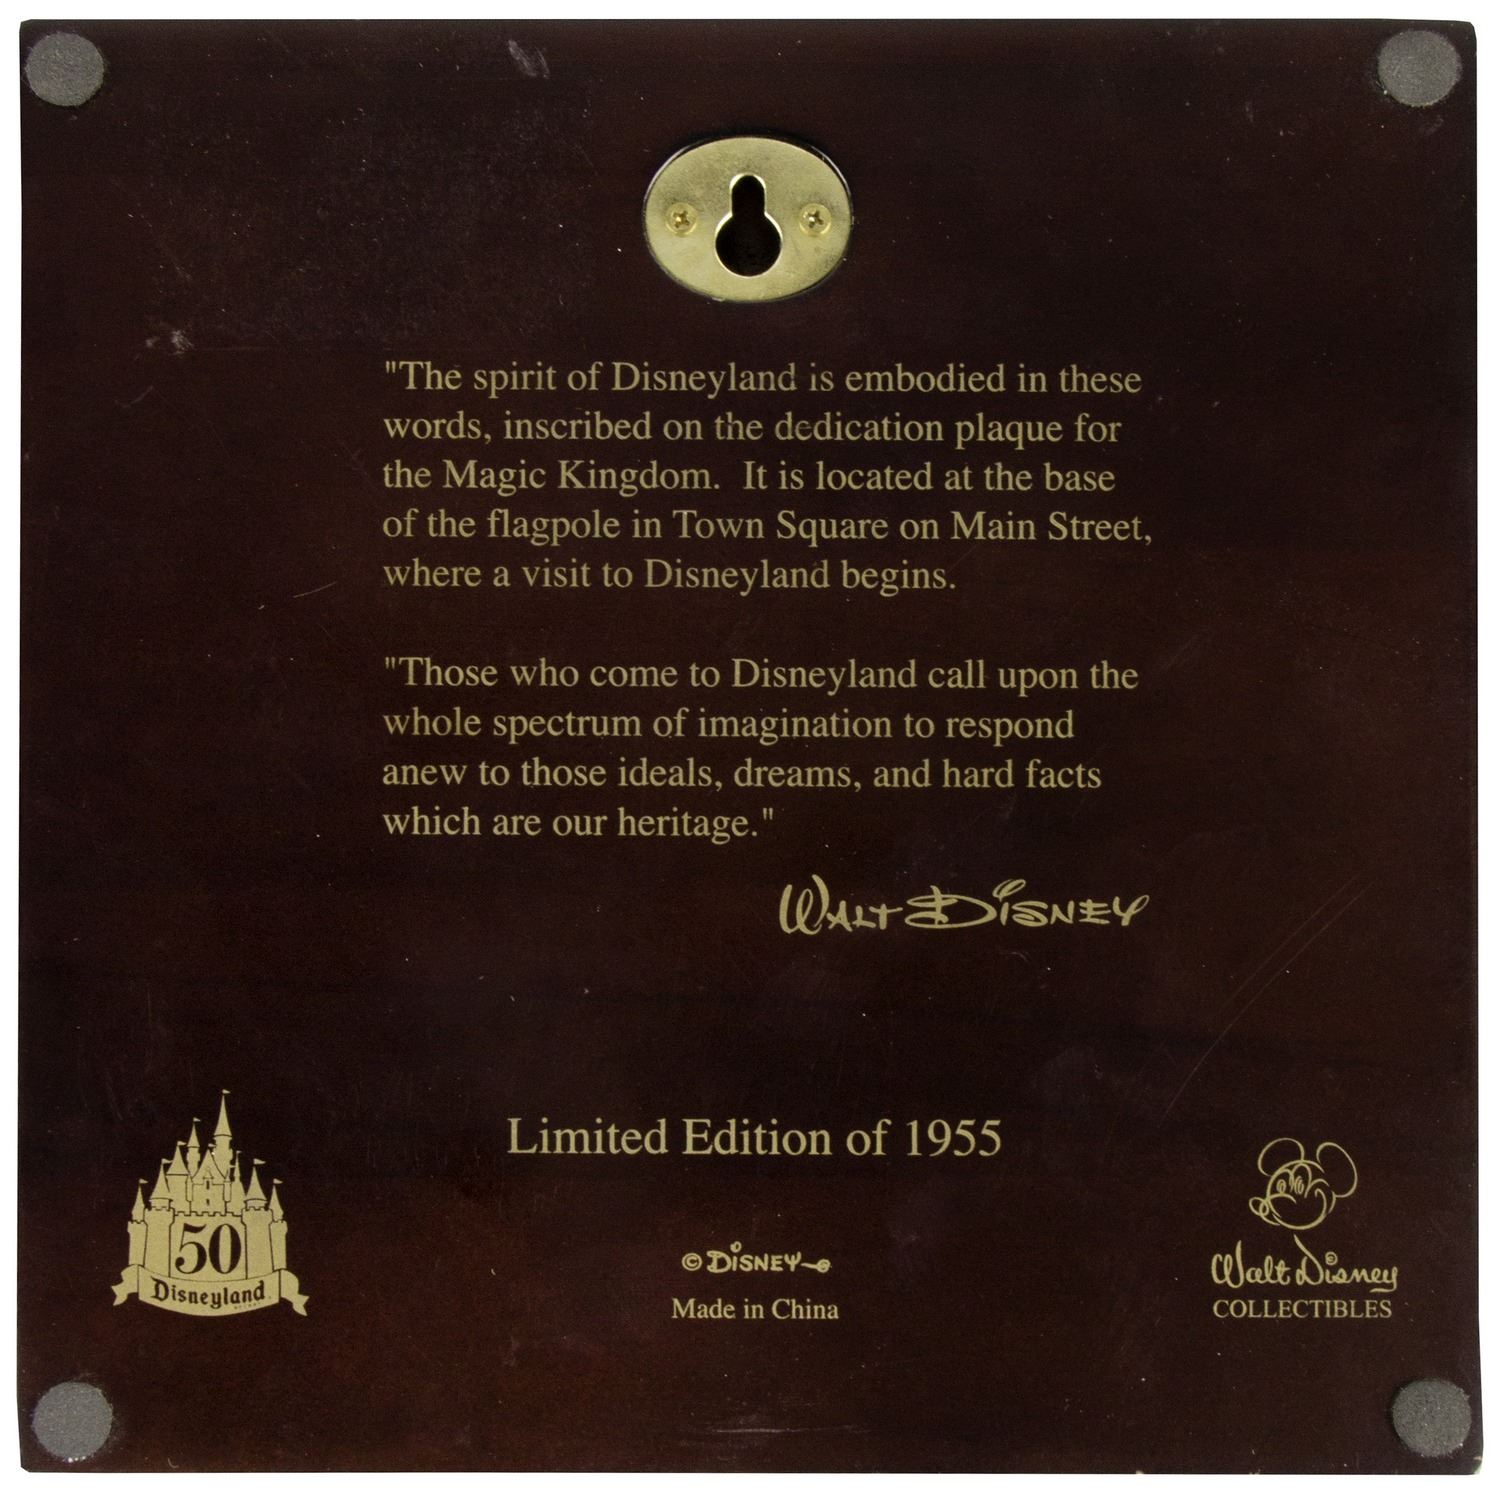 "The spirit of Disneyland is embodied in these
words, inscribed on the dedication plaque for
the Magic Kingdom.  It is located at the base
of the flagpole in Town Square on Main Street,
where a visit to Disneyland begins.
"Those who come to Disneyland call upon the
whole spectrum of imagination to respond
anew to those ideals, dreams, and hard facts
which are our heritage."
WALT DISNEY
Limited Edition of 1955
50
Disneyland
© DISNEY
Made in China
Walt Disney
COLLECTIBLES